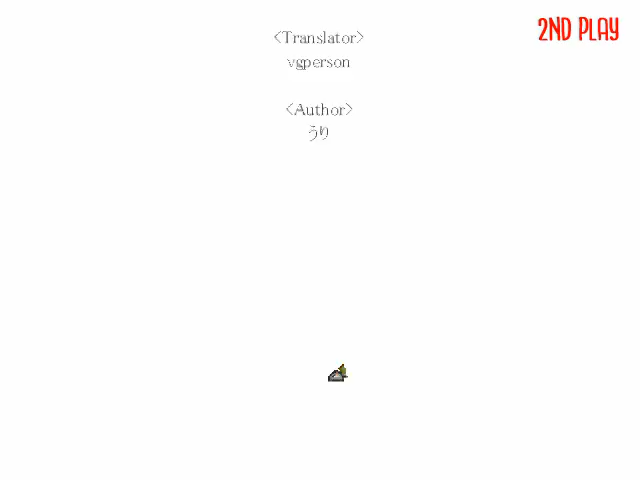 2ND PLAY
<Translator>
vgperson
<Author>
うり